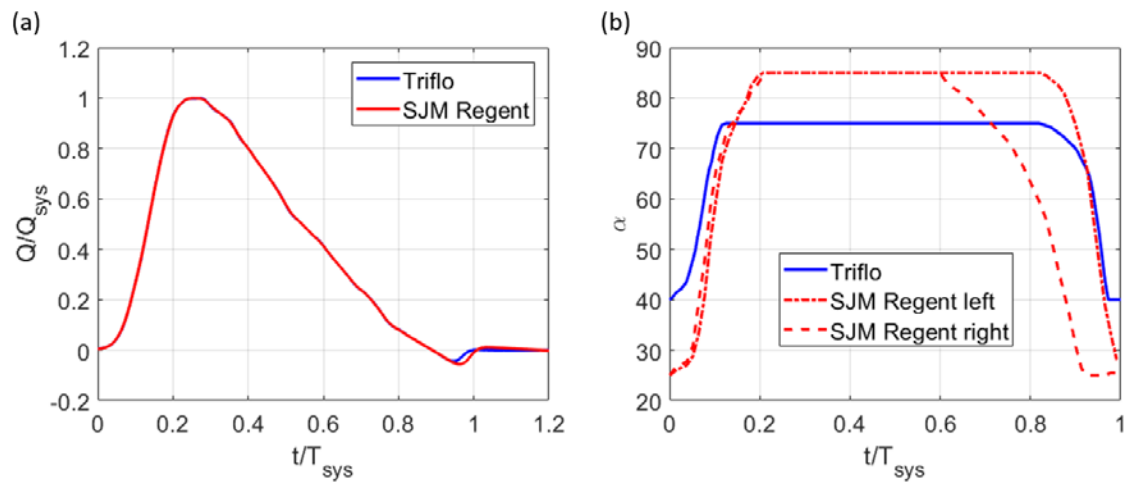 (a)
1.2
1
0.8
0.6
0.4
0.2
0
-0.2
Q/Q_sys
Triflo
SJM Regent
0 0.2 0.4 0.6 0.8 1 1.2
t/T_sys
(b)
90
80
70
60
50
40
30
20
α
Triflo
SJM Regent left
SJM Regent right
0 0.2 0.4 0.6 0.8 1
t/T_sys